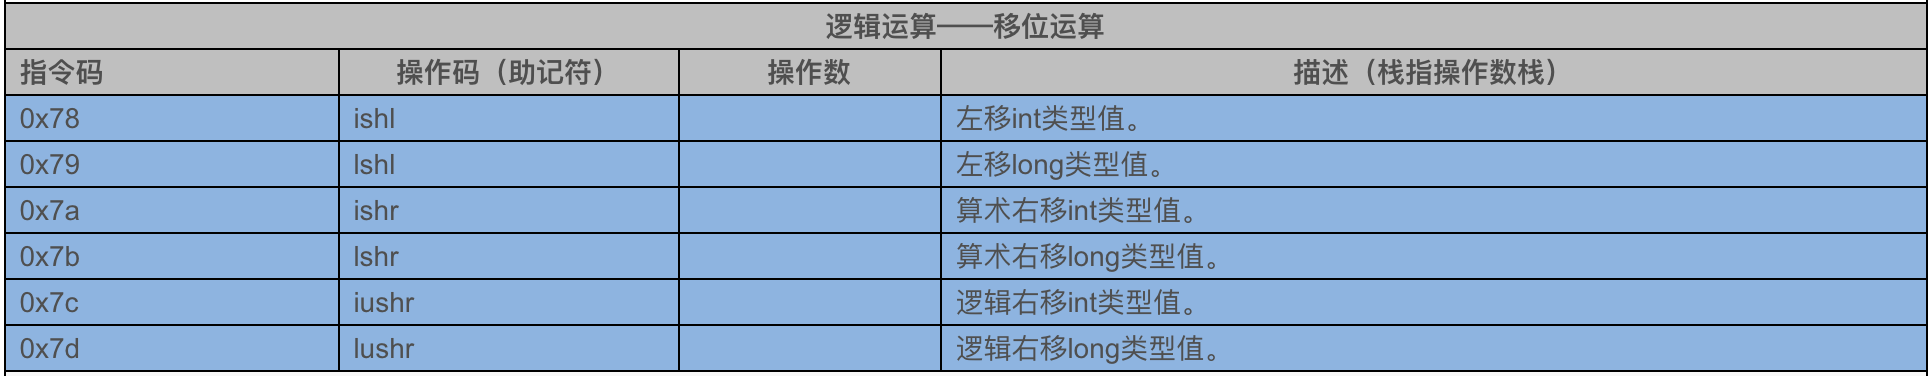 逻辑运算——移位运算
指令码 操作码（助记符） 操作数 描述（栈指操作数栈）
0x78 ishl 左移int类型值。
0x79 lshl 左移long类型值。
0x7a ishr 算术右移int类型值。
0x7b lshr 算术右移long类型值。
0x7c iushr 逻辑右移int类型值。
0x7d lushr 逻辑右移long类型值。